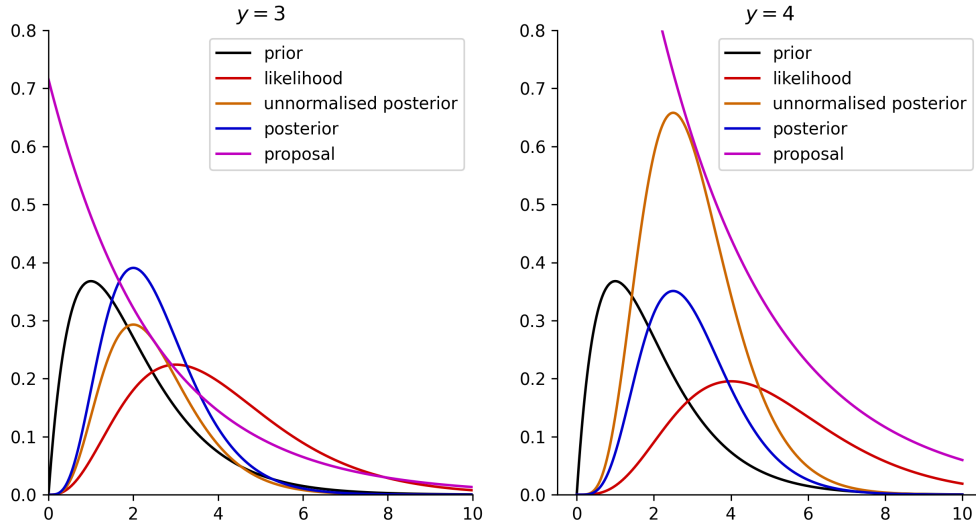 y = 3
0.8
0.7
0.6
0.5
0.4
0.3
0.2
0.1
0.0
0 2 4 6 8 10
prior
likelihood
unnormalised posterior
posterior
proposal
y = 4
0.8
0.7
0.6
0.5
0.4
0.3
0.2
0.1
0.0
0 2 4 6 8 10
prior
likelihood
unnormalised posterior
posterior
proposal